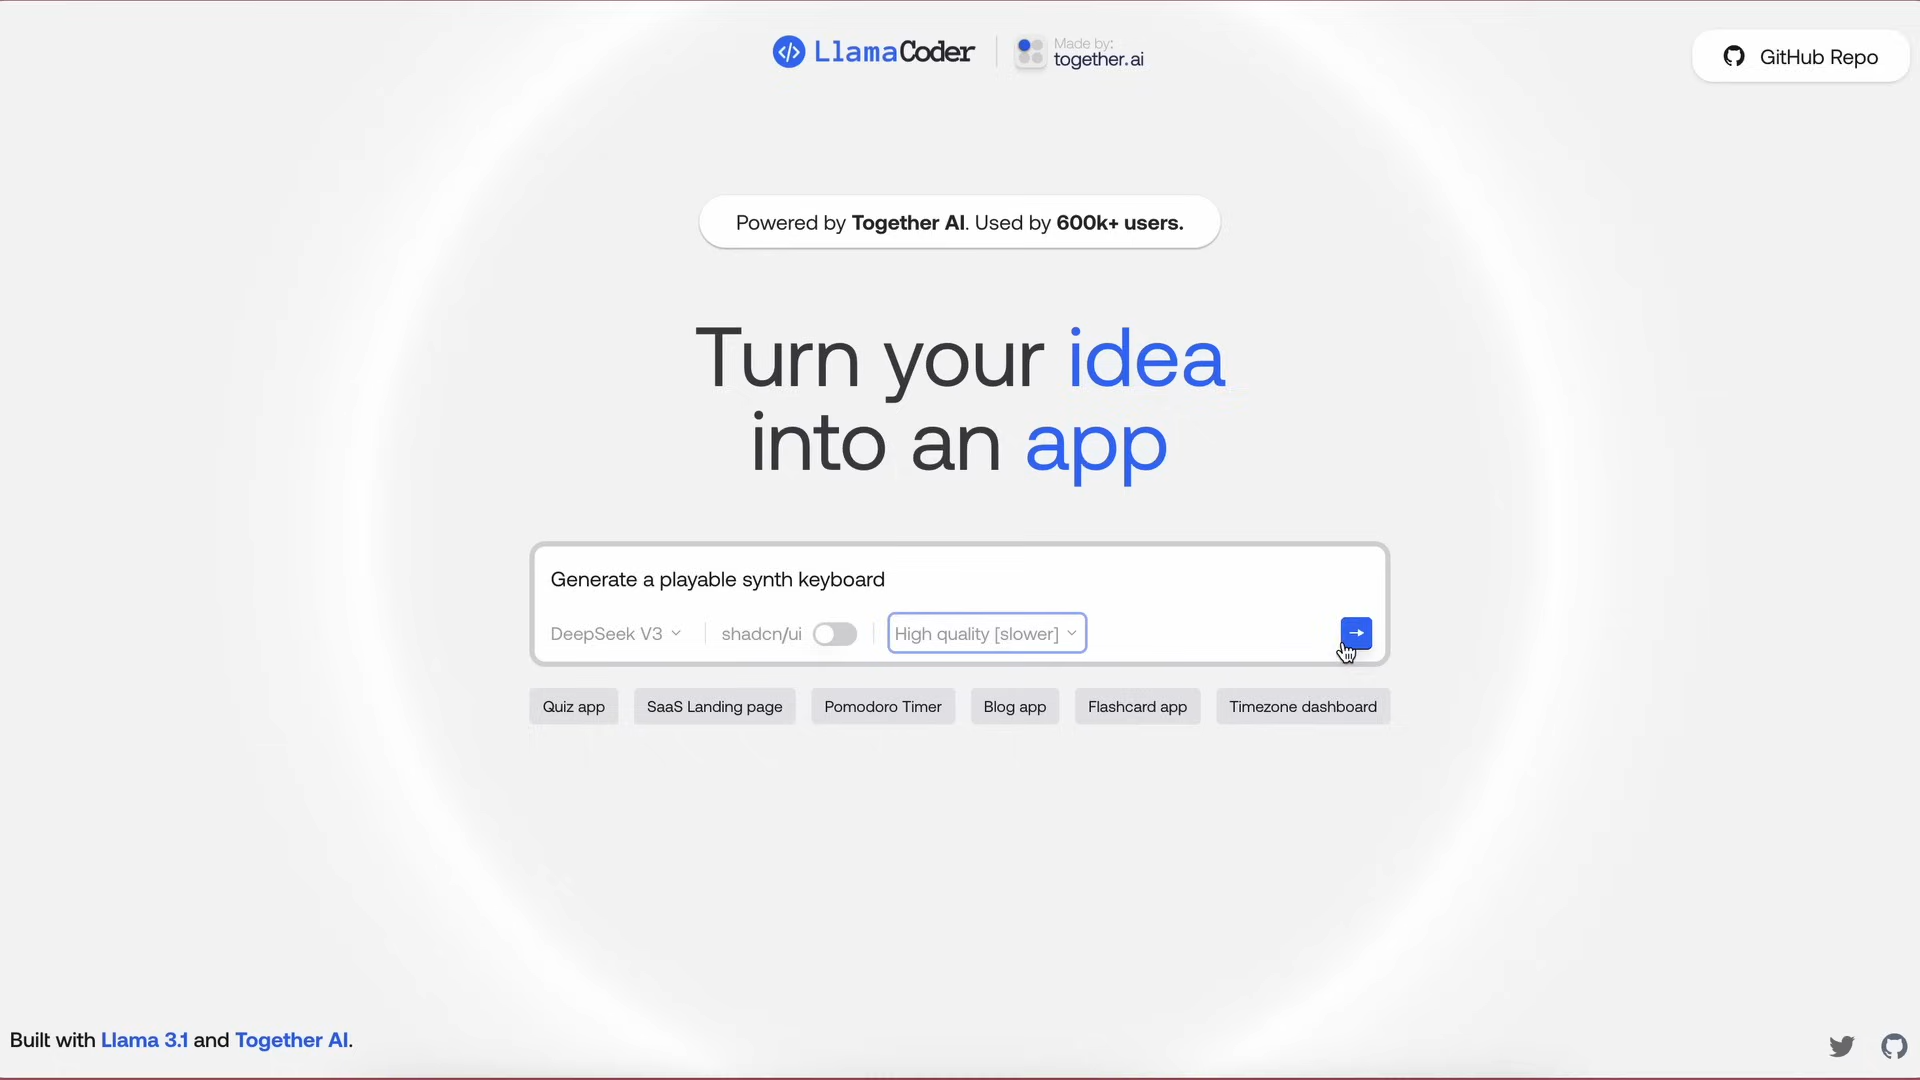 LlamaCoder
Made by:
together.ai
GitHub Repo
Powered by Together AI. Used by 600k+ users.
Turn your idea
into an app
Generate a playable synth keyboard
DeepSeek V3
shadcn/ui
High quality [slower]
Quiz app
SaaS Landing page
Pomodoro Timer
Blog app
Flashcard app
Timezone dashboard
Built with Llama 3.1 and Together AI.